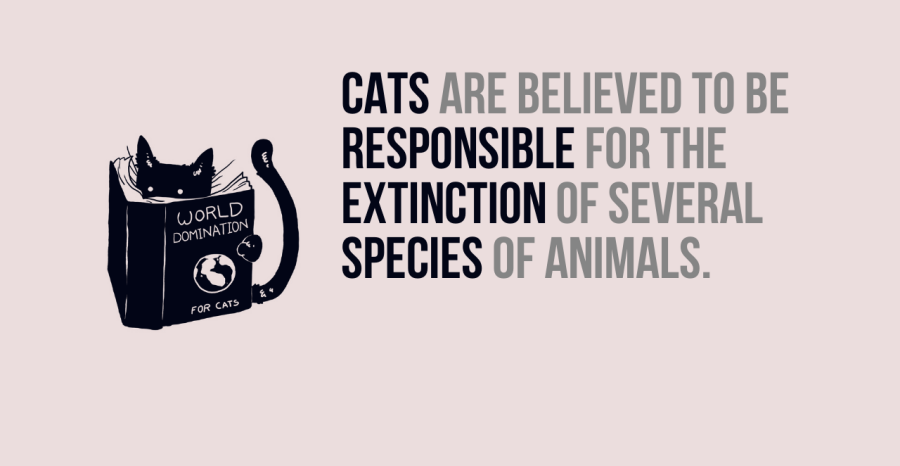 CATS ARE BELIEVED TO BE
RESPONSIBLE FOR THE
EXTINCTION OF SEVERAL
SPECIES OF ANIMALS.
WORLD
DOMINATION
FOR CATS